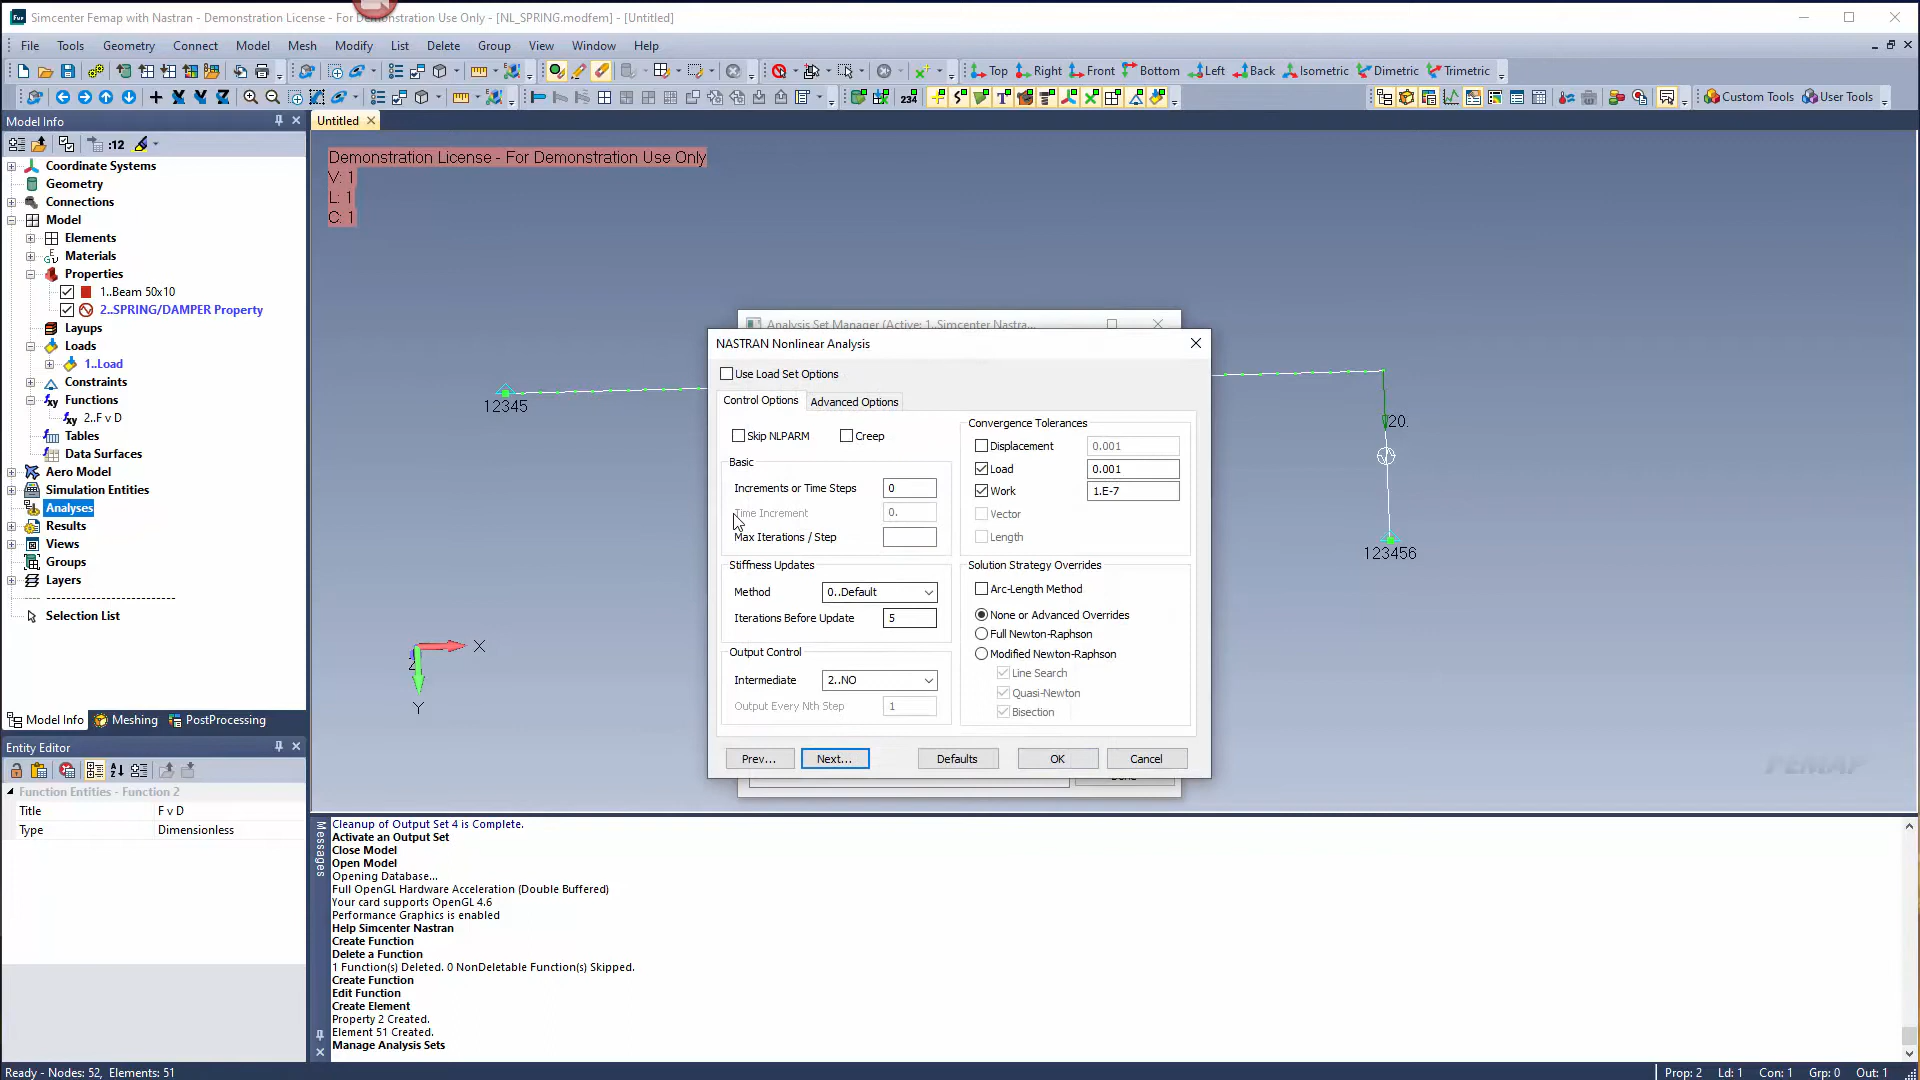 Simcenter Femap with Nastran - Demonstration License - For Demonstration Use Only - [NL_SPRING.modfem] - [Untitled]
File Tools Geometry Connect Model Mesh Modify List Delete Group View Window Help
Top Right Front Bottom Left Back Isometric Dimetric Trimetric
234 Custom Tools User Tools
Model Info
Untitled
:12
Coordinate Systems
Geometry
Connections
Model
Elements
Materials
Properties
1..Beam 50x10
2..SPRING/DAMPER Property
Layups
Loads
1..Load
Constraints
Functions
2..F v D
Tables
Data Surfaces
Aero Model
Simulation Entities
Analyses
Results
Views
Groups
Layers
Selection List
Model Info Meshing PostProcessing
Entity Editor
Function Entities - Function 2
Title F v D
Type Dimensionless
Demonstration License - For Demonstration Use Only
V: 1
L: 1
C: 1
12345
20.
123456
X
Y
Z
FEMAP
Analysis Set Manager (Active: 1..Simcenter Nastra...
NASTRAN Nonlinear Analysis
Use Load Set Options
Control Options Advanced Options
Skip NLPARM Creep
Basic
Increments or Time Steps 0
Time Increment 0.
Max Iterations / Step
Stiffness Updates
Method 0..Default
Iterations Before Update 5
Output Control
Intermediate 2..NO
Output Every Nth Step 1
Convergence Tolerances
Displacement 0.001
Load 0.001
Work 1.E-7
Vector
Length
Solution Strategy Overrides
Arc-Length Method
None or Advanced Overrides
Full Newton-Raphson
Modified Newton-Raphson
Line Search
Quasi-Newton
Bisection
Prev... Next... Defaults OK Cancel
Messages
Cleanup of Output Set 4 is Complete.
Activate an Output Set
Close Model
Open Model
Opening Database...
Full OpenGL Hardware Acceleration (Double Buffered)
Your card supports OpenGL 4.6
Performance Graphics is enabled
Help Simcenter Nastran
Create Function
Delete a Function
1 Function(s) Deleted. 0 NonDeletable Function(s) Skipped.
Create Function
Edit Function
Create Element
Property 2 Created.
Element 51 Created.
Manage Analysis Sets
Ready - Nodes: 52, Elements: 51
Prop: 2 Ld: 1 Con: 1 Grp: 0 Out: 1